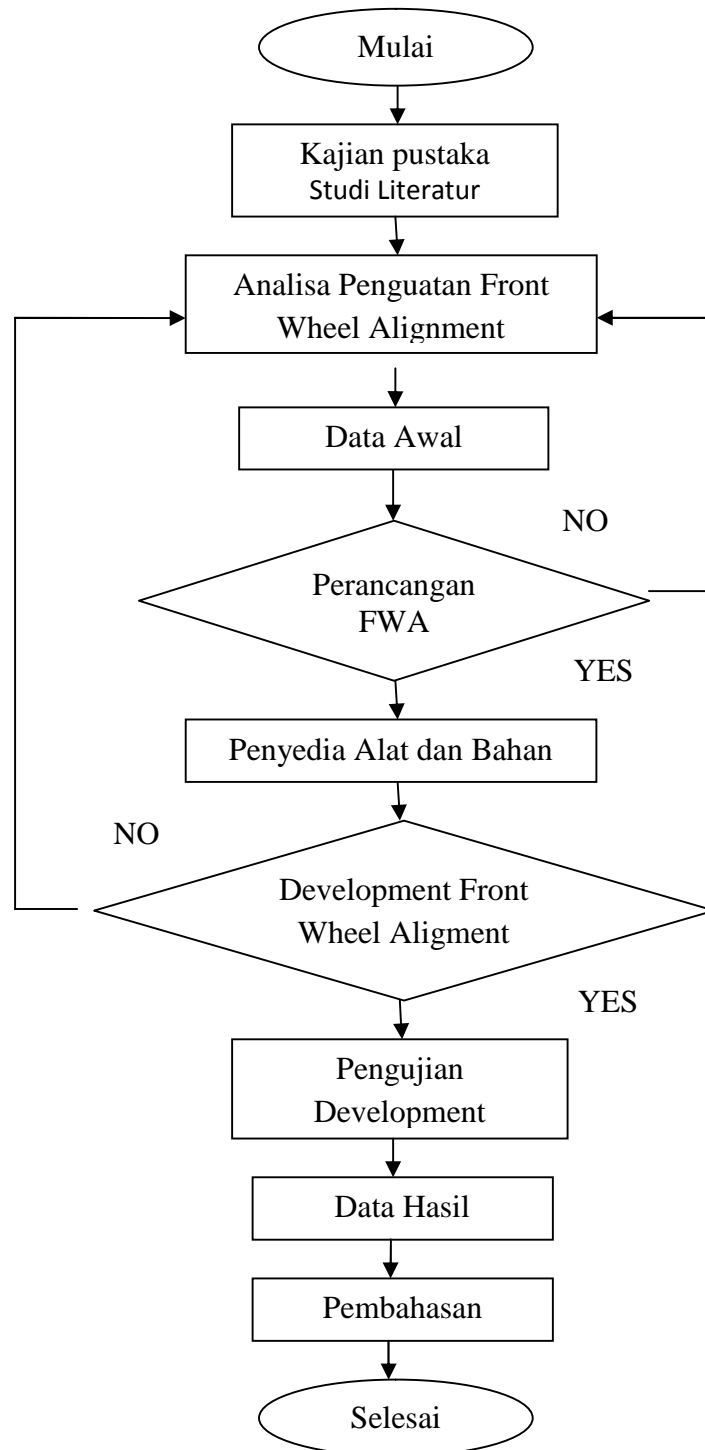 Mulai
Kajian pustaka
Studi Literatur
Analisa Penguatan Front
Wheel Alignment
Data Awal
NO
Perancangan
FWA
YES
Penyedia Alat dan Bahan
NO
Development Front
Wheel Aligment
YES
Pengujian
Development
Data Hasil
Pembahasan
Selesai